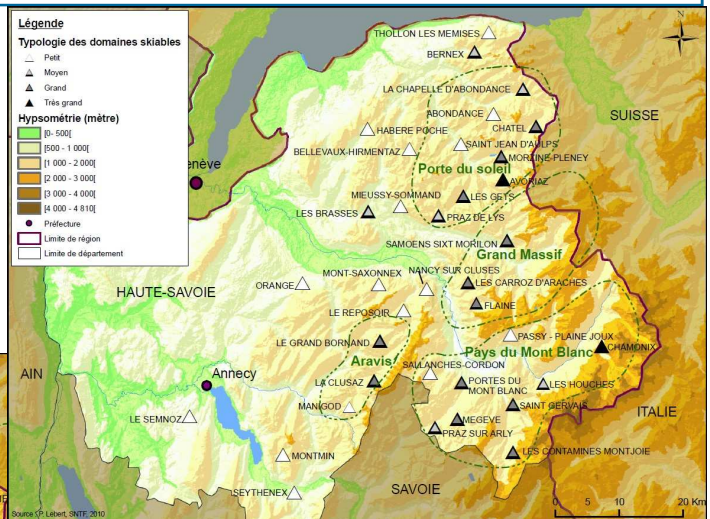 Légende
Typologie des domaines skiables
Petit
Moyen
Grand
Très grand
Hypsométrie (mètre)
[0- 500[
[500 - 1 000[
[1 000 - 2 000[
[2 000 - 3 000[
[3 000 - 4 000[
[4 000 - 4 810[
Préfecture
Limite de région
Limite de département
THOLLON LES MEMISES
BERNEX
LA CHAPELLE D'ABONDANCE
SUISSE
ABONDANCE
HABERE POCHE
CHATEL
SAINT JEAN D'AULPS
BELLEVAUX-HIRMENTAZ
MORZINE-PLENEY
nève
Porte du soleil
AVORIAZ
MIEUSSY-SOMMAND
LES GETS
LES BRASSES
PRAZ DE LYS
SAMOENS SIXT MORILON
Grand Massif
MONT-SAXONNEX
NANCY SUR CLUSES
HAUTE-SAVOIE
ORANGE
LES CARROZ D'ARACHES
FLAINE
LE REPOSOIR
LE GRAND BORNAND
PASSY - PLAINE JOUX
Aravis
Pays du Mont Blanc
CHAMONIX
AIN
Annecy
SALLANCHES-CORDON
LA CLUSAZ
PORTES DU
MONT BLANC
LES HOUCHES
MANIGOD
SAINT GERVAIS
ITALIE
LE SEMNOZ
MEGEVE
PRAZ SUR ARLY
MONTMIN
LES CONTAMINES MONTJOIE
SEYTHENEX
SAVOIE
0 5 10 20 Km
Source : P. Lebert, SNTF, 2010